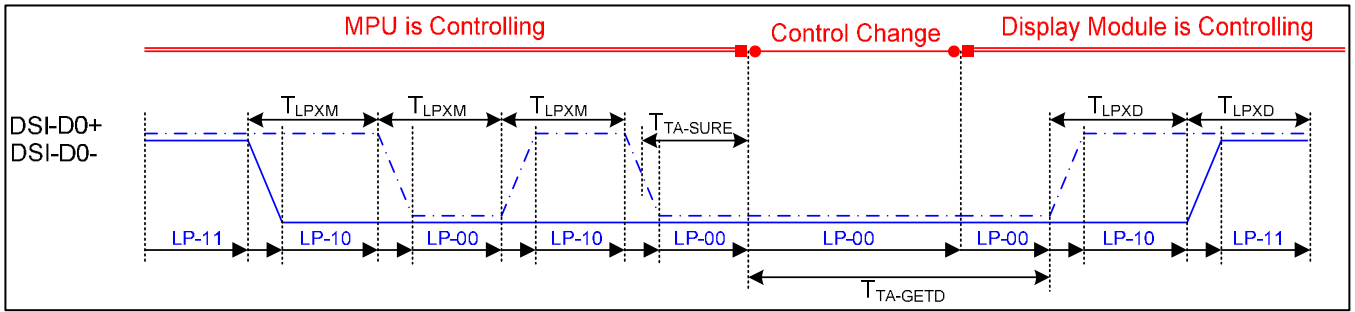 MPU is Controlling
Control Change
Display Module is Controlling
TLPXM
TLPXM
TLPXM
TLPXD
TLPXD
DSI-D0+
TTA-SURE
DSI-D0-
LP-11
LP-10
LP-00
LP-10
LP-00
LP-00
LP-00
LP-10
LP-11
TTA-GETD